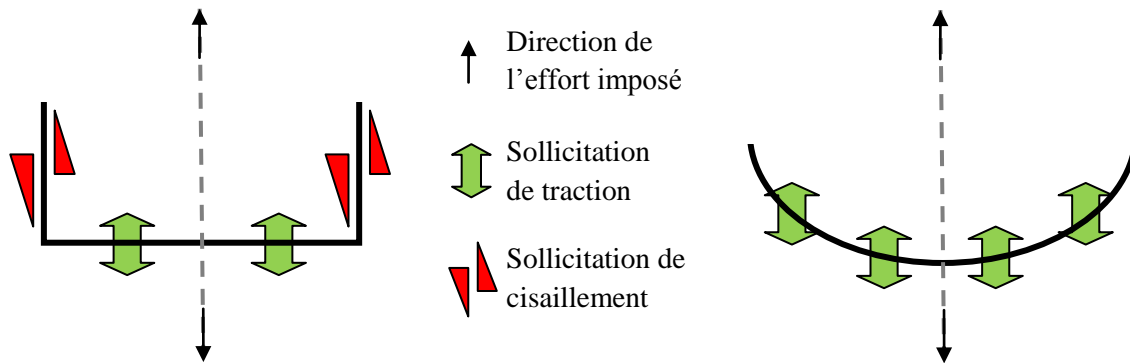 Direction de
l’effort imposé
Sollicitation
de traction
Sollicitation de
cisaillement